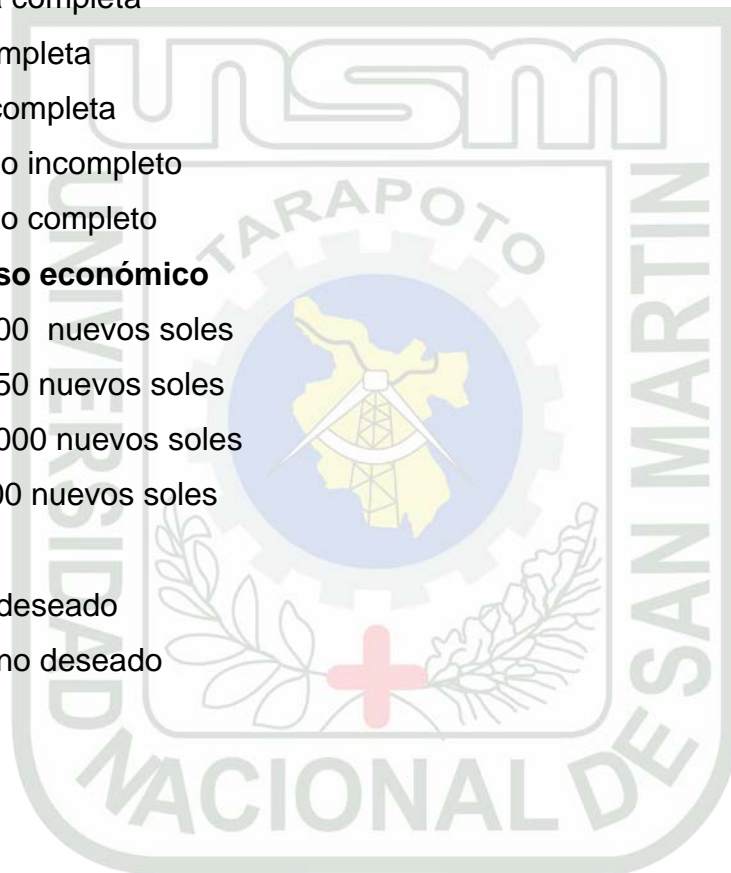 completa
mpleta
completa
o incompleto
o completo
so económico
00 nuevos soles
50 nuevos soles
000 nuevos soles
00 nuevos soles
deseado
no deseado
unsm
TARAPOTO
UNIVERSIDAD
NACIONAL DE
SAN MARTIN